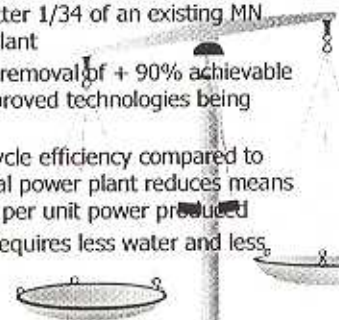 tter 1/34 of an existing MN
lant
removal of + 90% achievable
proved technologies being
ycle efficiency compared to
al power plant reduces means
per unit power produced
equires less water and less